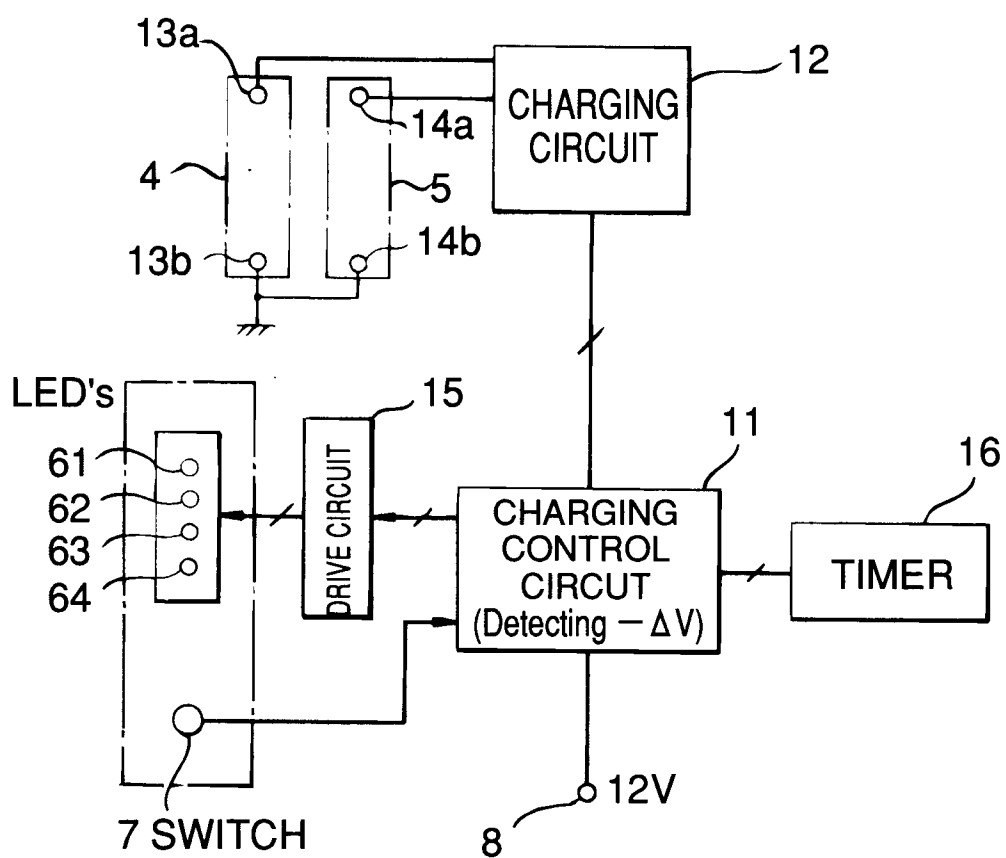 13a
12
CHARGING
CIRCUIT
14a
4
5
13b
14b
LED's
15
11
16
61
62
63
64
DRIVE CIRCUIT
CHARGING
CONTROL
CIRCUT
(Detecting －ΔV)
TIMER
7 SWITCH
8
12V